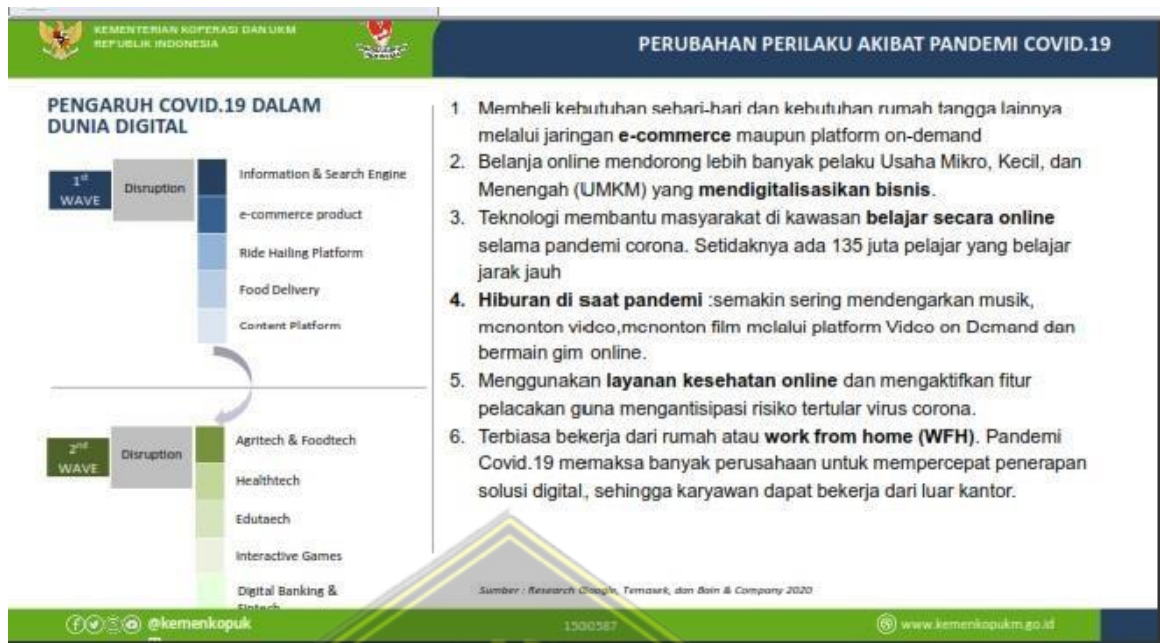 KEMENTERIAN KOPERASI DAN UKM
REPUBLIK INDONESIA
PERUBAHAN PERILAKU AKIBAT PANDEMI COVID.19
PENGARUH COVID.19 DALAM
DUNIA DIGITAL
1st
WAVE
Disruption
Information & Search Engine
e-commerce product
Ride Hailing Platform
Food Delivery
Content Platform
2nd
WAVE
Disruption
Agritech & Foodtech
Healthtech
Edutaech
Interactive Games
Digital Banking &
Fintech
1. Membeli kebutuhan sehari-hari dan kebutuhan rumah tangga lainnya
melalui jaringan e-commerce maupun platform on-demand
2. Belanja online mendorong lebih banyak pelaku Usaha Mikro, Kecil, dan
Menengah (UMKM) yang mendigitalisasikan bisnis.
3. Teknologi membantu masyarakat di kawasan belajar secara online
selama pandemi corona. Setidaknya ada 135 juta pelajar yang belajar
jarak jauh
4. Hiburan di saat pandemi :semakin sering mendengarkan musik,
menonton video,menonton film melalui platform Video on Demand dan
bermain gim online.
5. Menggunakan layanan kesehatan online dan mengaktifkan fitur
pelacakan guna mengantisipasi risiko tertular virus corona.
6. Terbiasa bekerja dari rumah atau work from home (WFH). Pandemi
Covid.19 memaksa banyak perusahaan untuk mempercepat penerapan
solusi digital, sehingga karyawan dapat bekerja dari luar kantor.
Sumber : Research Google, Temasek, dan Bain & Company 2020
@kemenkopuk
1500587
www.kemenkopukm.go.id